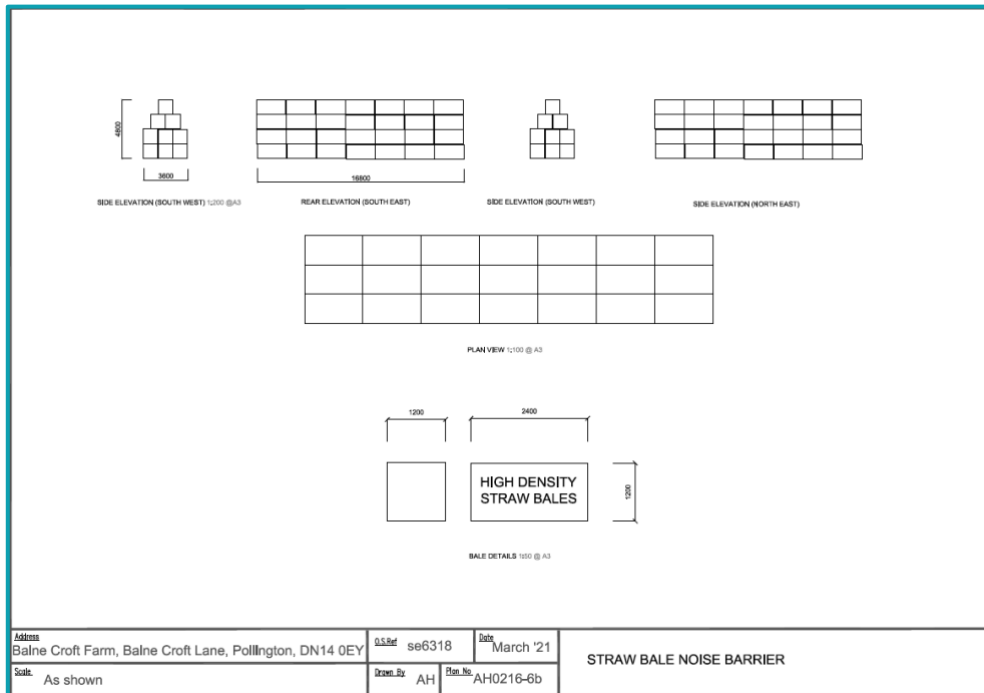 4800
3600
16800
SIDE ELEVATION (SOUTH WEST) 1:200 @A3
REAR ELEVATION (SOUTH EAST)
SIDE ELEVATION (SOUTH WEST)
SIDE ELEVATION (NORTH EAST)
PLAN VIEW 1:100 @ A3
1200
2400
HIGH DENSITY
STRAW BALES
1200
BALE DETAILS 1:50 @ A3
Address
Balne Croft Farm, Balne Croft Lane, Pollington, DN14 0EY
O.S.Ref se6318
Date March '21
STRAW BALE NOISE BARRIER
Scale As shown
Drawn By AH
Plan No AH0216-6b